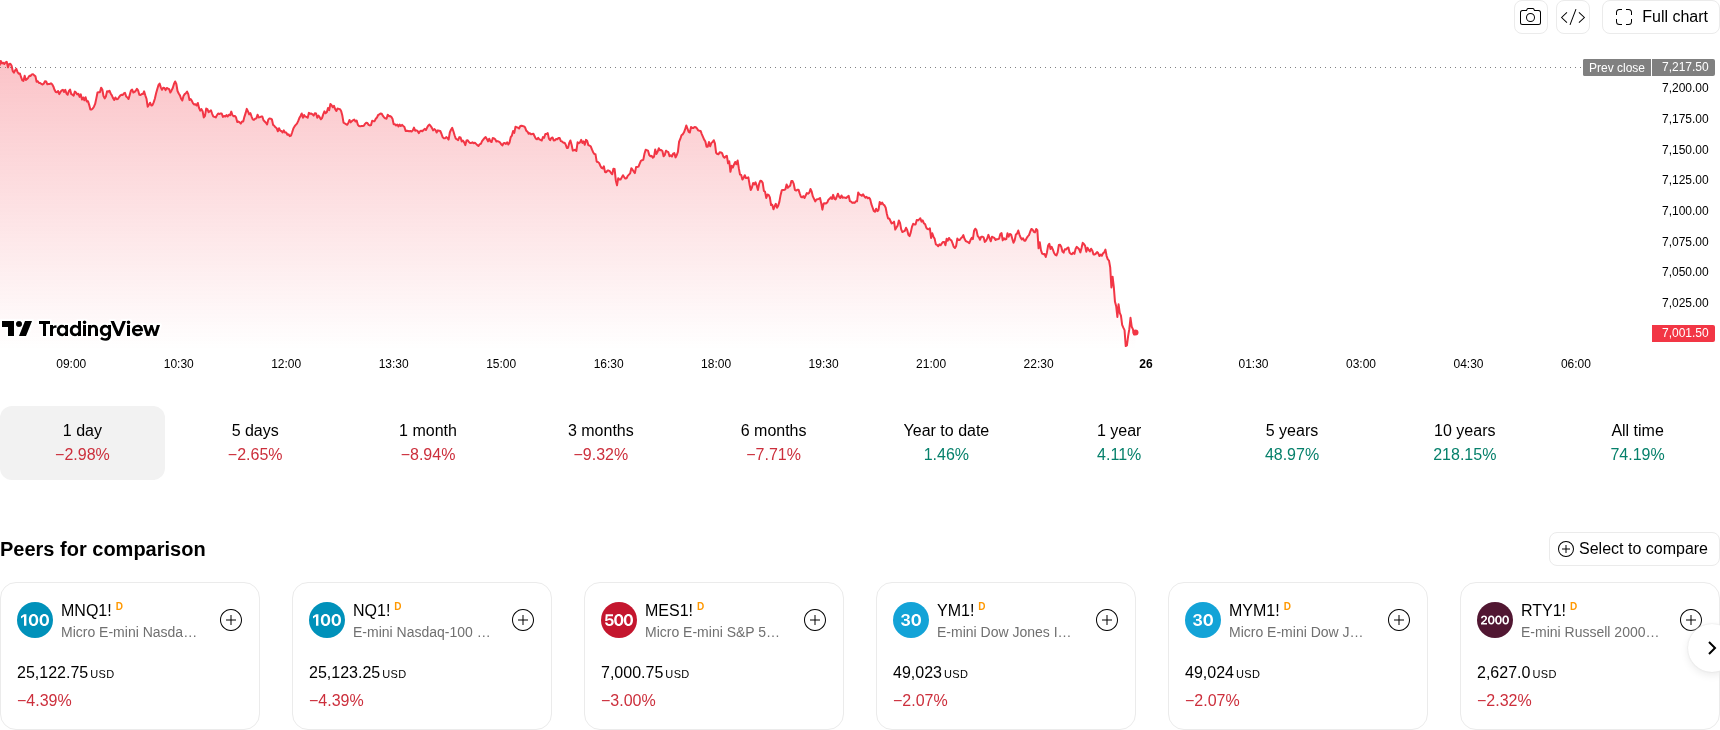 Full chart
Prev close 7,217.50
7,200.00
7,175.00
7,150.00
7,125.00
7,100.00
7,075.00
7,050.00
7,025.00
7,001.50
TradingView
09:00 10:30 12:00 13:30 15:00 16:30 18:00 19:30 21:00 22:30 26 01:30 03:00 04:30 06:00
1 day 5 days 1 month 3 months 6 months Year to date 1 year 5 years 10 years All time
−2.98% −2.65% −8.94% −9.32% −7.71% 1.46% 4.11% 48.97% 218.15% 74.19%
Peers for comparison
Select to compare
100 MNQ1! D
Micro E-mini Nasda…
25,122.75 USD
−4.39%
100 NQ1! D
E-mini Nasdaq-100 …
25,123.25 USD
−4.39%
500 MES1! D
Micro E-mini S&P 5…
7,000.75 USD
−3.00%
30 YM1! D
E-mini Dow Jones I…
49,023 USD
−2.07%
30 MYM1! D
Micro E-mini Dow J…
49,024 USD
−2.07%
2000 RTY1! D
E-mini Russell 2000…
2,627.0 USD
−2.32%